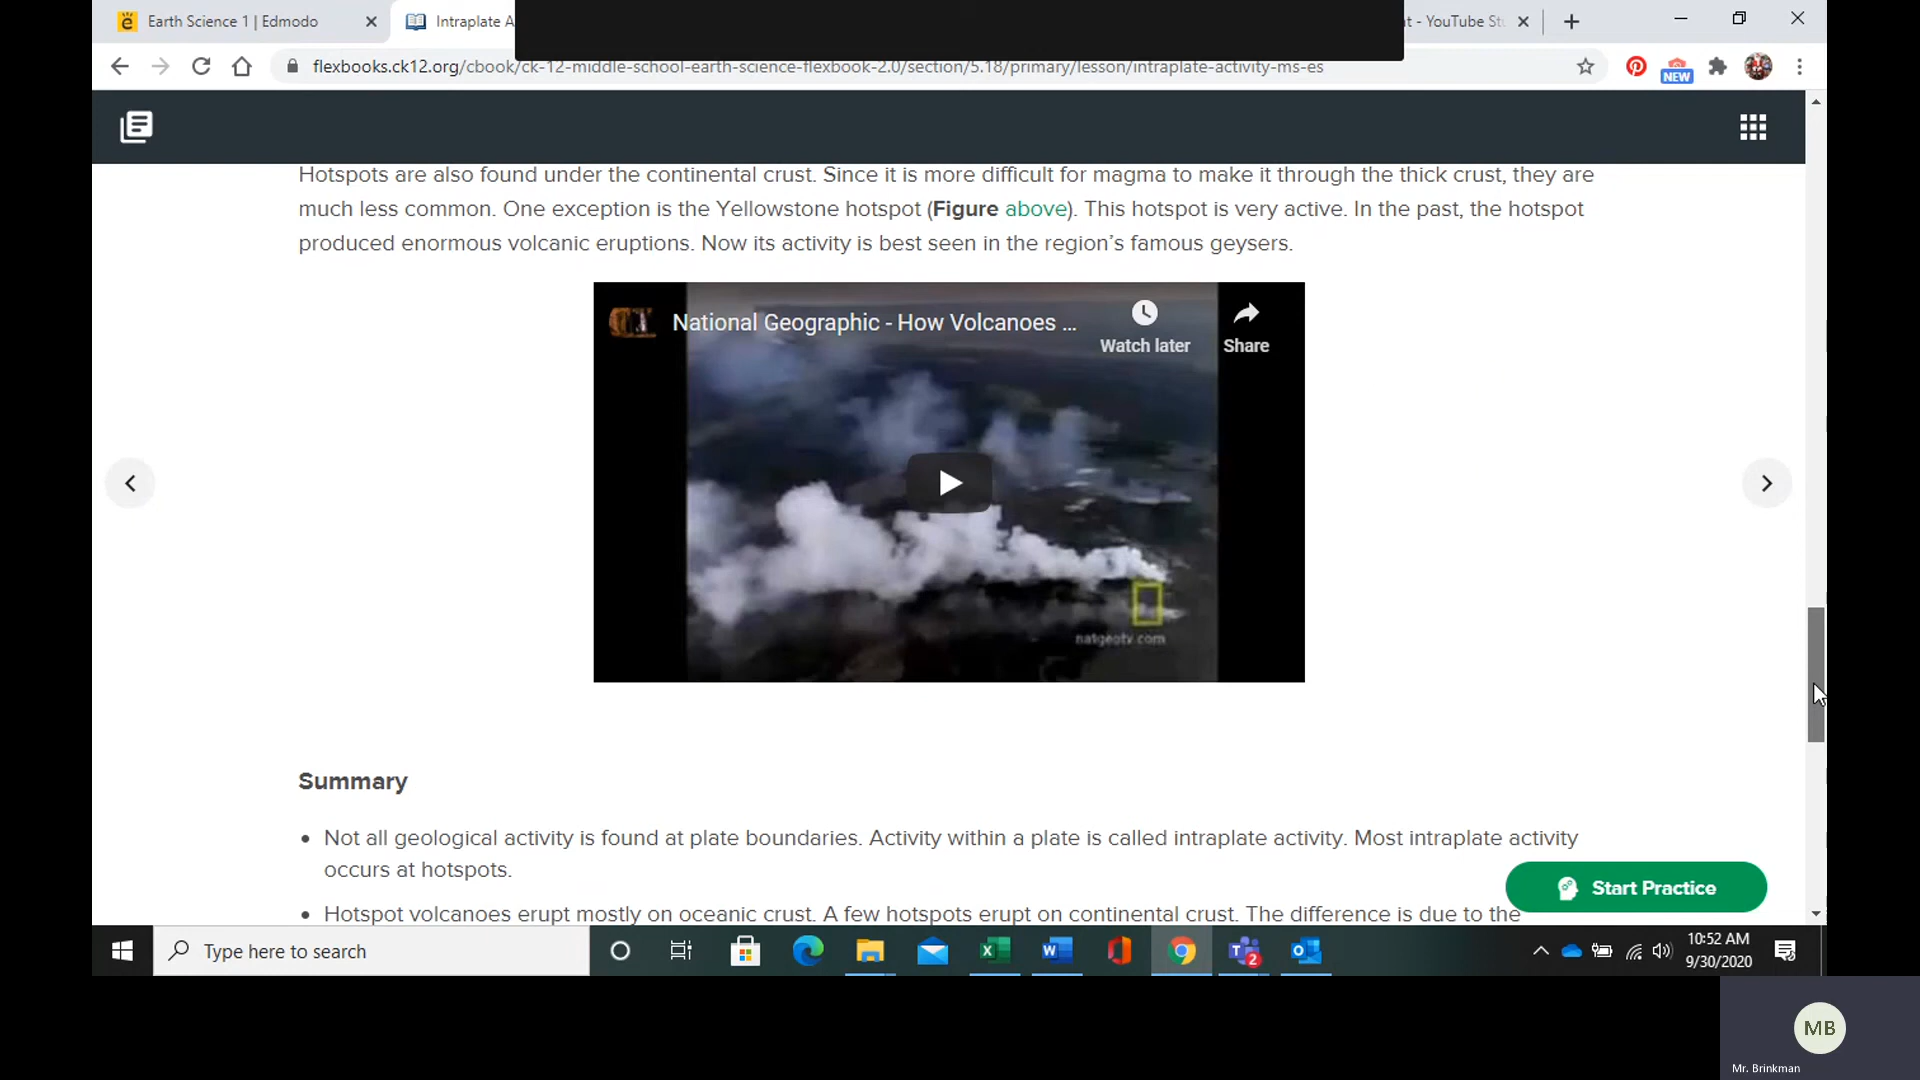 Earth Science 1 | Edmodo
Intraplate A
t - YouTube St
flexbooks.ck12.org/cbook/ck-12-middle-school-earth-science-flexbook-2.0/section/5.18/primary/lesson/intraplate-activity-ms-es
NEW
Hotspots are also found under the continental crust. Since it is more difficult for magma to make it through the thick crust, they are
much less common. One exception is the Yellowstone hotspot (Figure above). This hotspot is very active. In the past, the hotspot
produced enormous volcanic eruptions. Now its activity is best seen in the region's famous geysers.
National Geographic - How Volcanoes ...
Watch later
Share
natgeotv.com
Summary
• Not all geological activity is found at plate boundaries. Activity within a plate is called intraplate activity. Most intraplate activity
occurs at hotspots.
• Hotspot volcanoes erupt mostly on oceanic crust. A few hotspots erupt on continental crust. The difference is due to the
Start Practice
Type here to search
2
10:52 AM
9/30/2020
MB
Mr. Brinkman